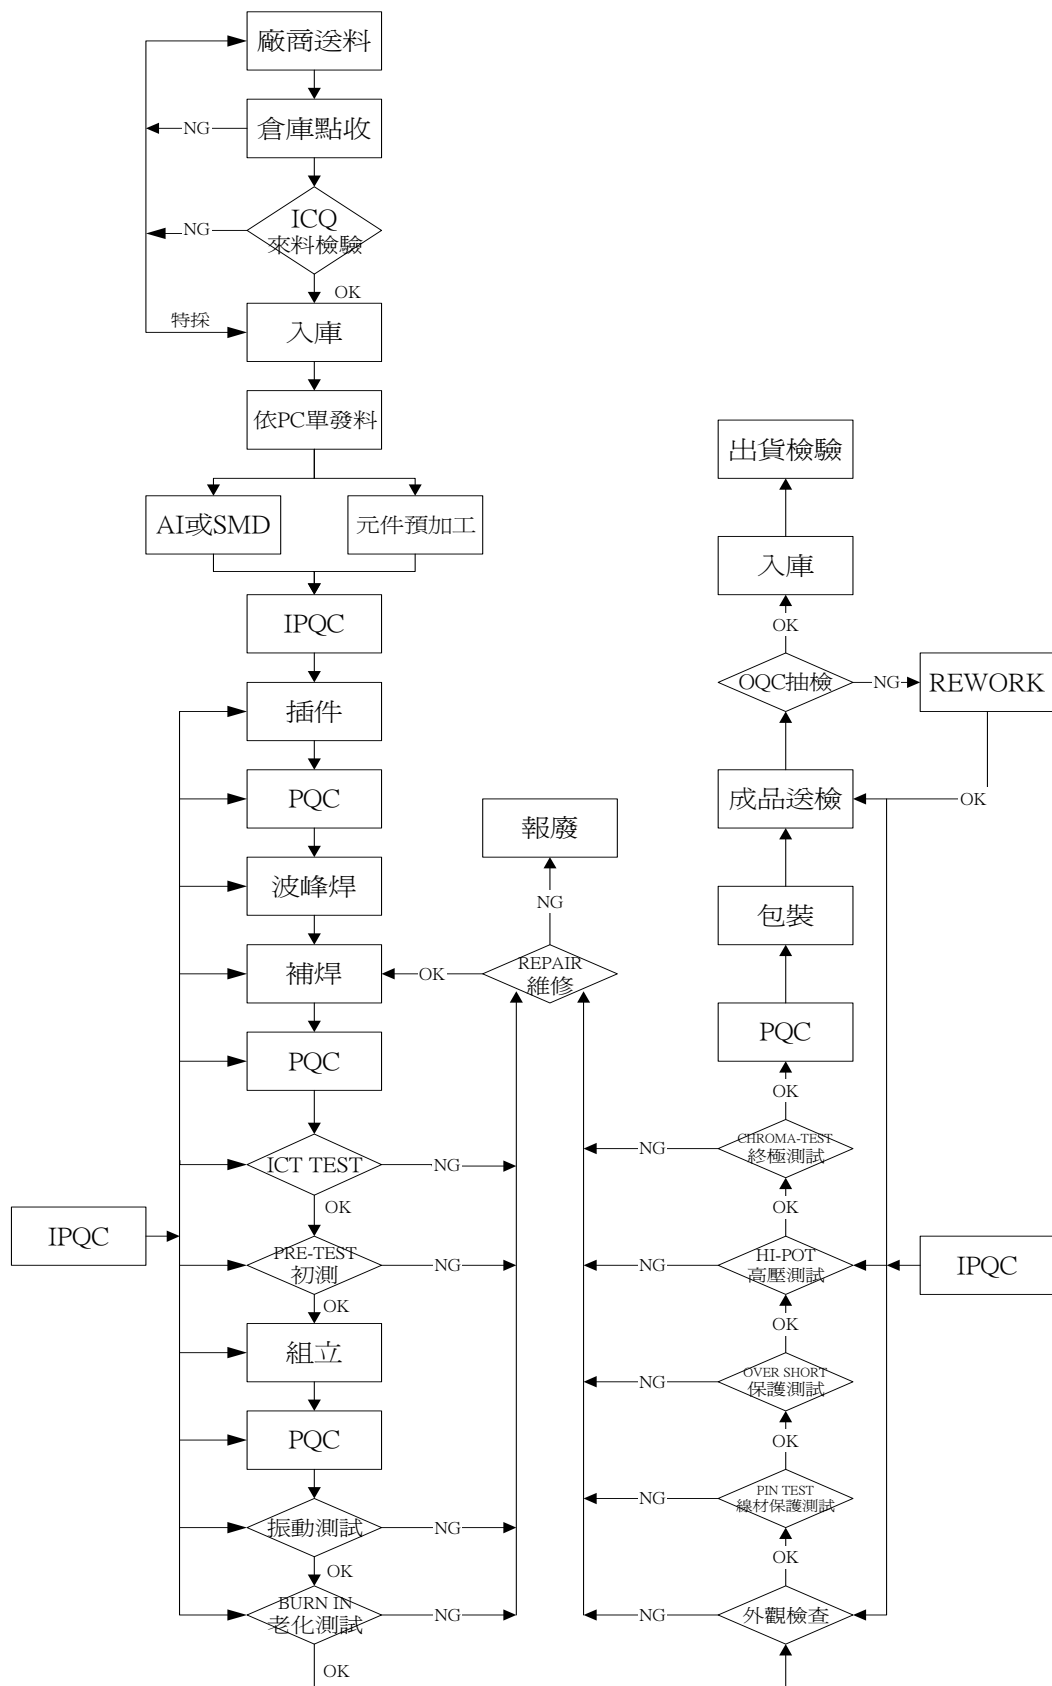 廠商送料
NG
倉庫點收
NG
ICQ
來料檢驗
OK
特採
入庫
依PC單發料
AI或SMD
元件預加工
IPQC
插件
PQC
波峰焊
補焊
PQC
ICT TEST
NG
OK
IPQC
PRE-TEST
初測
NG
OK
組立
PQC
振動測試
NG
OK
BURN IN
老化測試
NG
OK
報廢
NG
OK
REPAIR
維修
出貨檢驗
入庫
OK
OQC抽檢
NG
REWORK
成品送檢
OK
包裝
PQC
OK
NG
CHROMA-TEST
終極測試
OK
NG
HI-POT
高壓測試
IPQC
OK
NG
OVER SHORT
保護測試
OK
NG
PIN TEST
線材保護測試
OK
NG
外觀檢查